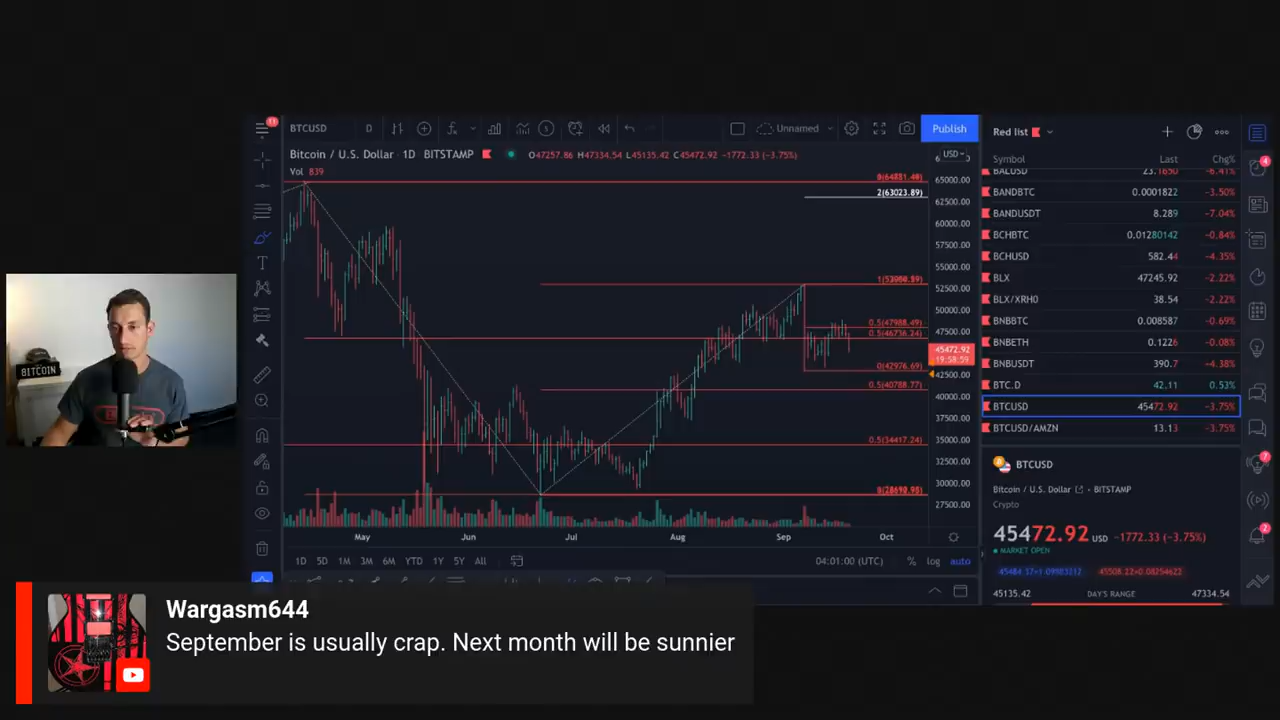 BTCUSD D Unnamed Publish
Bitcoin / U.S. Dollar 1D BITSTAMP O47257.86 H47334.54 L45135.42 C45472.92 -1772.33 (-3.75%)
Vol 839
USD
65000.00
62500.00
60000.00
57500.00
55000.00
52500.00
50000.00
47500.00
45472.92
19:58:59
42500.00
40000.00
37500.00
35000.00
32500.00
30000.00
27500.00
2(63023.89)
0.5(47988.49)
0.5(46736.24)
0(42976.69)
0.5(40788.77)
0.5(34417.24)
May Jun Jul Aug Sep Oct
1D 5D 1M 3M 6M YTD 1Y 5Y All 04:01:00 (UTC) % log auto
Red list
Symbol Last Chg%
BALUSD 23.1650 -6.41%
BANDBTC 0.0001822 -3.50%
BANDUSDT 8.289 -7.04%
BCHBTC 0.01280142 -0.84%
BCHUSD 582.44 -4.35%
BLX 47245.92 -2.22%
BLX/XRH0 38.54 -2.22%
BNBBTC 0.008587 -0.69%
BNBETH 0.1226 -0.08%
BNBUSDT 390.7 -4.38%
BTC.D 42.11 0.53%
BTCUSD 45472.92 -3.75%
BTCUSD/AMZN 13.13 -3.75%
BTCUSD
Bitcoin / U.S. Dollar • BITSTAMP
Crypto
45472.92 USD -1772.33 (-3.75%)
MARKET OPEN
45135.42 DAY'S RANGE 47334.54
BITCOIN
Wargasm644
September is usually crap. Next month will be sunnier